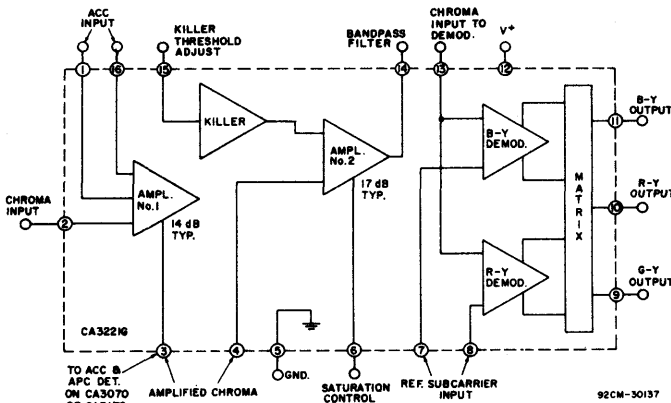 ACC
INPUT
KILLER
THRESHOLD
ADJUST
BANDPASS
FILTER
CHROMA
INPUT TO
DEMOD.
V+
1
16
15
14
13
12
KILLER
AMPL.
No.2
17 dB
TYP.
B-Y
DEMOD.
MATRIX
11
B-Y
OUTPUT
AMPL.
No.1
14 dB
TYP.
CHROMA
INPUT
2
10
R-Y
OUTPUT
R-Y
DEMOD.
9
G-Y
OUTPUT
CA3221G
3
4
5
6
7
8
TO ACC &
APC DET.
ON CA3070
AMPLIFIED CHROMA
GND.
SATURATION
CONTROL
REF. SUBCARRIER
INPUT
92CM-30137